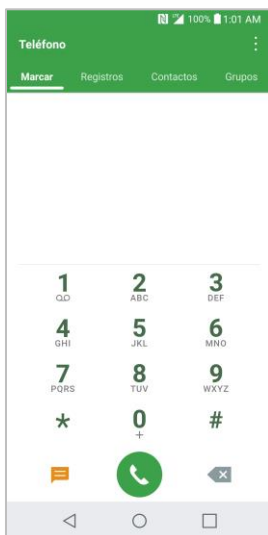 100% 1:01 AM
Teléfono
Marcar Registros Contactos Grupos
1 2 3
ABC DEF
4 5 6
GHI JKL MNO
7 8 9
PQRS TUV WXYZ
* 0 #
+